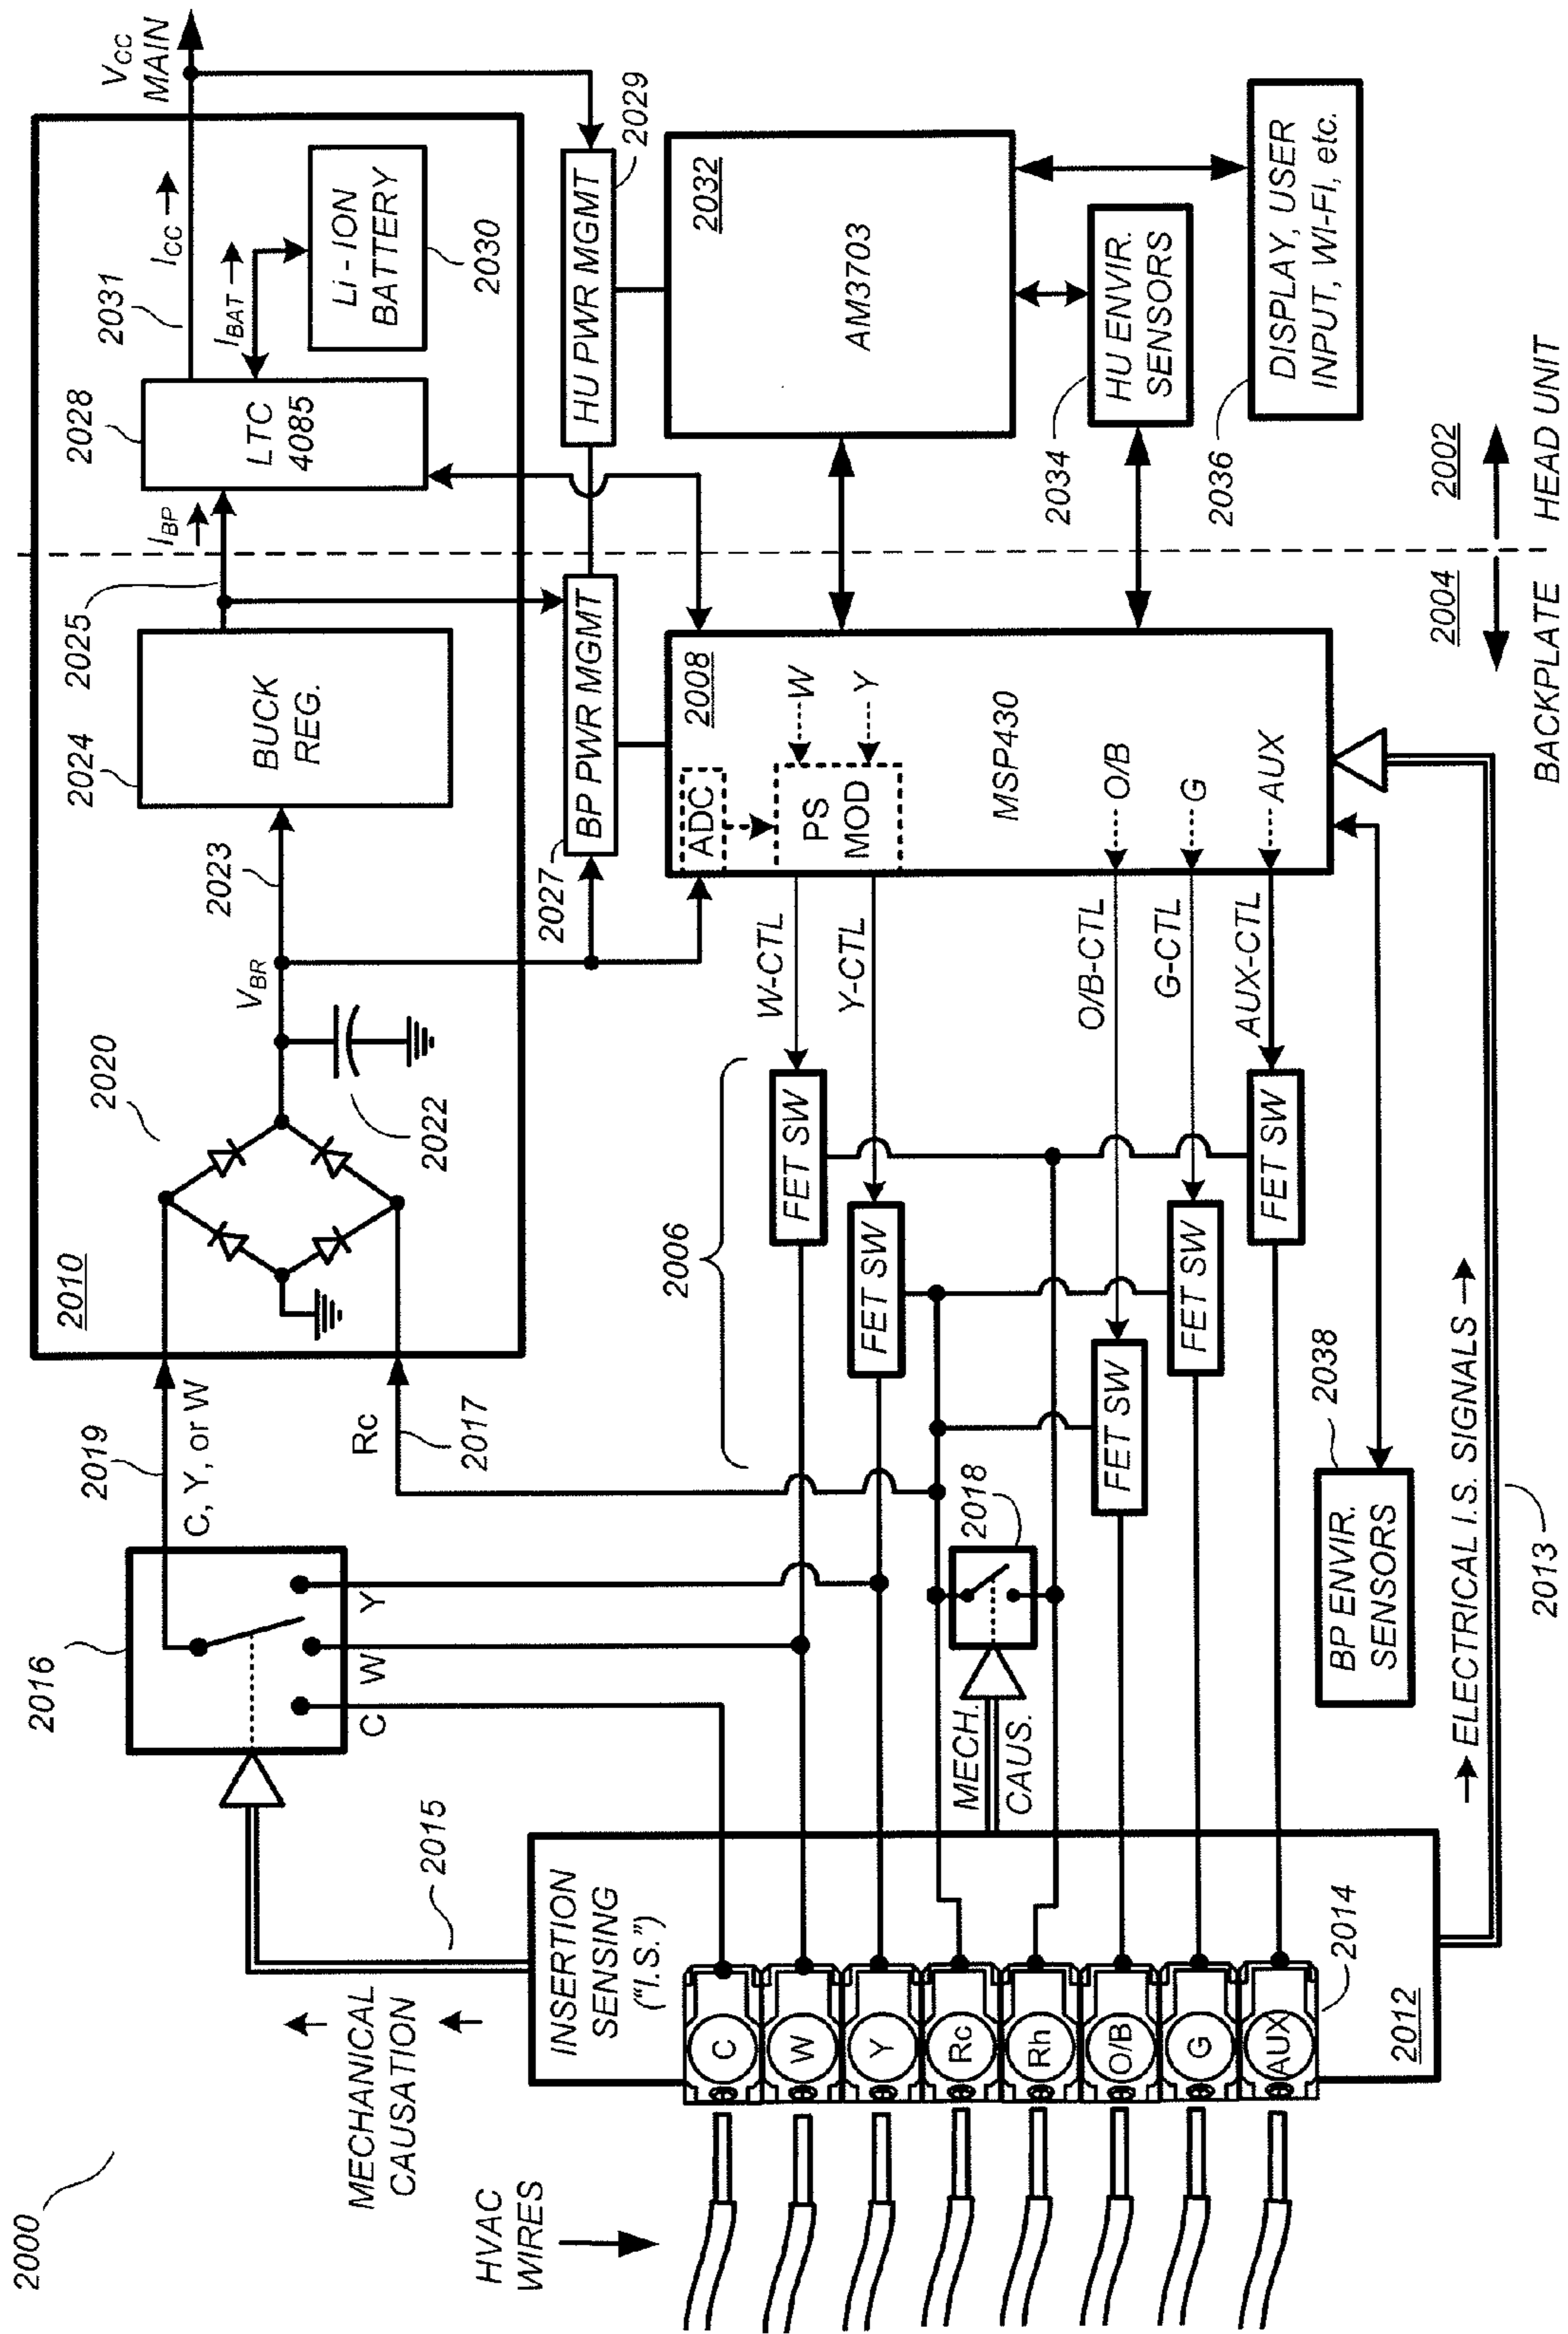 2000
HVAC
WIRES
MECHANICAL
CAUSATION
2015
INSERTION
SENSING
("I.S.")
C
W
Y
Rc
Rh
O/B
G
AUX
2014
2012
2016
C
W
Y
2019
C, Y, or W
Rc
2017
MECH.
CAUS.
2018
BP ENVIR.
SENSORS
2038
ELECTRICAL I.S. SIGNALS
2013
2010
2020
2022
VBR
2023
2024
BUCK
REG.
2025
IBP
2028
LTC
4085
2031
ICC
IBAT
Li - ION
BATTERY
2030
VCC
MAIN
2006
FET SW
FET SW
FET SW
FET SW
FET SW
W-CTL
Y-CTL
O/B-CTL
G-CTL
AUX-CTL
2027
BP PWR MGMT
HU PWR MGMT
2029
ADC
2008
PS
MOD
W
Y
MSP430
O/B
G
AUX
2032
AM3703
2034
HU ENVIR.
SENSORS
2036
DISPLAY, USER
INPUT, WI-FI, etc.
2004
BACKPLATE
2002
HEAD UNIT